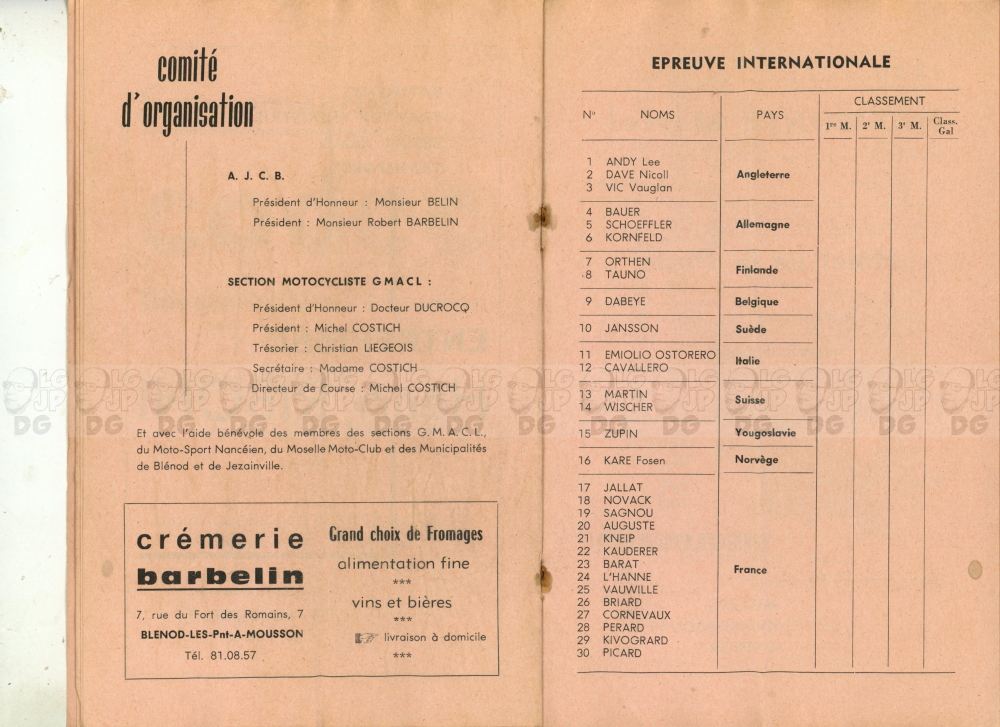 comité
d'organisation
A. J. C. B.
Président d'Honneur : Monsieur BELIN
Président : Monsieur Robert BARBELIN
SECTION MOTOCYCLISTE G M A C L :
Président d'Honneur : Docteur DUCROCQ
Président : Michel COSTICH
Trésorier : Christian LIEGEOIS
Secrétaire : Madame COSTICH
Directeur de Course : Michel COSTICH
Et avec l'aide bénévole des membres des sections G. M. A. C. L.,
du Moto-Sport Nancéien, du Moselle Moto-Club et des Municipalités
de Blénod et de Jezainville.
crémerie
barbelin
7, rue du Fort des Romains, 7
BLENOD-LES-Pnt-A-MOUSSON
Tél. 81.08.57
Grand choix de Fromages
alimentation fine
***
vins et bières
***
livraison à domicile
***
EPREUVE INTERNATIONALE
N° NOMS PAYS CLASSEMENT
1re M. 2e M. 3e M. Class. Gal
1 ANDY Lee
2 DAVE Nicoll Angleterre
3 VIC Vauglan
4 BAUER
5 SCHOEFFLER Allemagne
6 KORNFELD
7 ORTHEN Finlande
8 TAUNO
9 DABEYE Belgique
10 JANSSON Suède
11 EMIOLIO OSTORERO Italie
12 CAVALLERO
13 MARTIN Suisse
14 WISCHER
15 ZUPIN Yougoslavie
16 KARE Fosen Norvège
17 JALLAT
18 NOVACK
19 SAGNOU
20 AUGUSTE
21 KNEIP
22 KAUDERER
23 BARAT France
24 L'HANNE
25 VAUWILLE
26 BRIARD
27 CORNEVAUX
28 PERARD
29 KIVOGRARD
30 PICARD